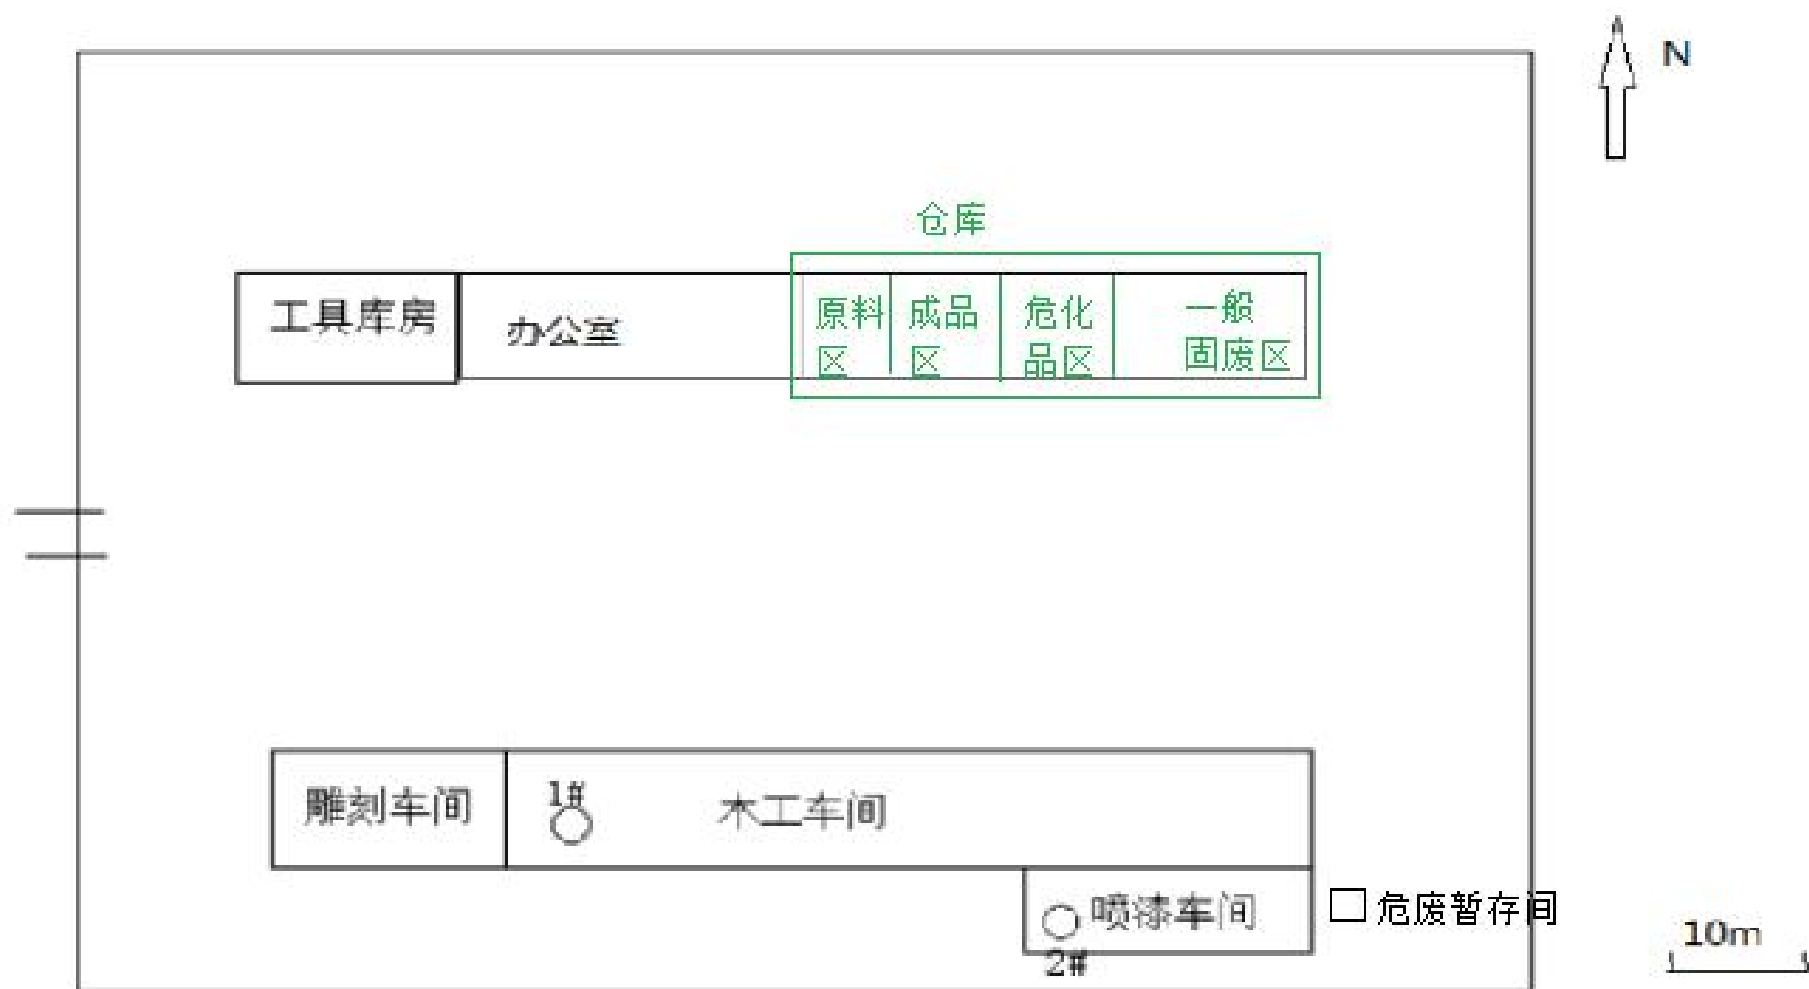 N
仓库
工具库房
办公室
原料
区
成品
区
危化
品区
一般
固废区
雕刻车间
1#
木工车间
喷漆车间
2#
危废暂存间
10m